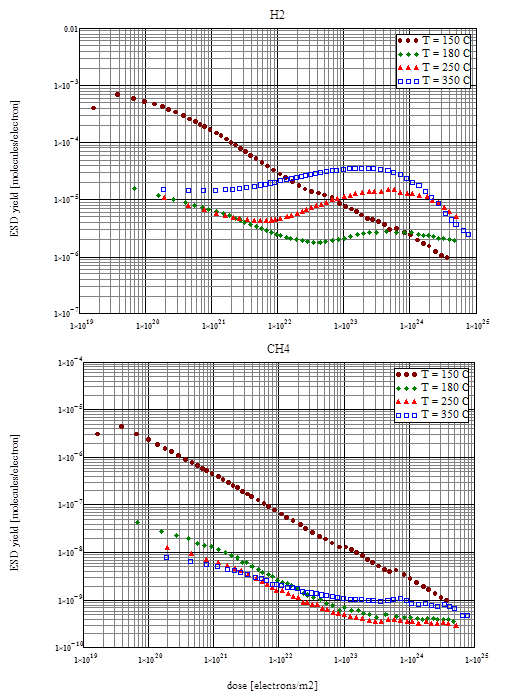 H2
0.01
1×10⁻³
1×10⁻⁴
1×10⁻⁵
1×10⁻⁶
1×10⁻⁷
ESD yield [molecules/electron]
T = 150 C
T = 180 C
T = 250 C
T = 350 C
1×10¹⁹ 1×10²⁰ 1×10²¹ 1×10²² 1×10²³ 1×10²⁴ 1×10²⁵
CH4
1×10⁻⁴
1×10⁻⁵
1×10⁻⁶
1×10⁻⁷
1×10⁻⁸
1×10⁻⁹
1×10⁻¹⁰
ESD yield [molecules/electron]
T = 150 C
T = 180 C
T = 250 C
T = 350 C
1×10¹⁹ 1×10²⁰ 1×10²¹ 1×10²² 1×10²³ 1×10²⁴ 1×10²⁵
dose [electrons/m2]